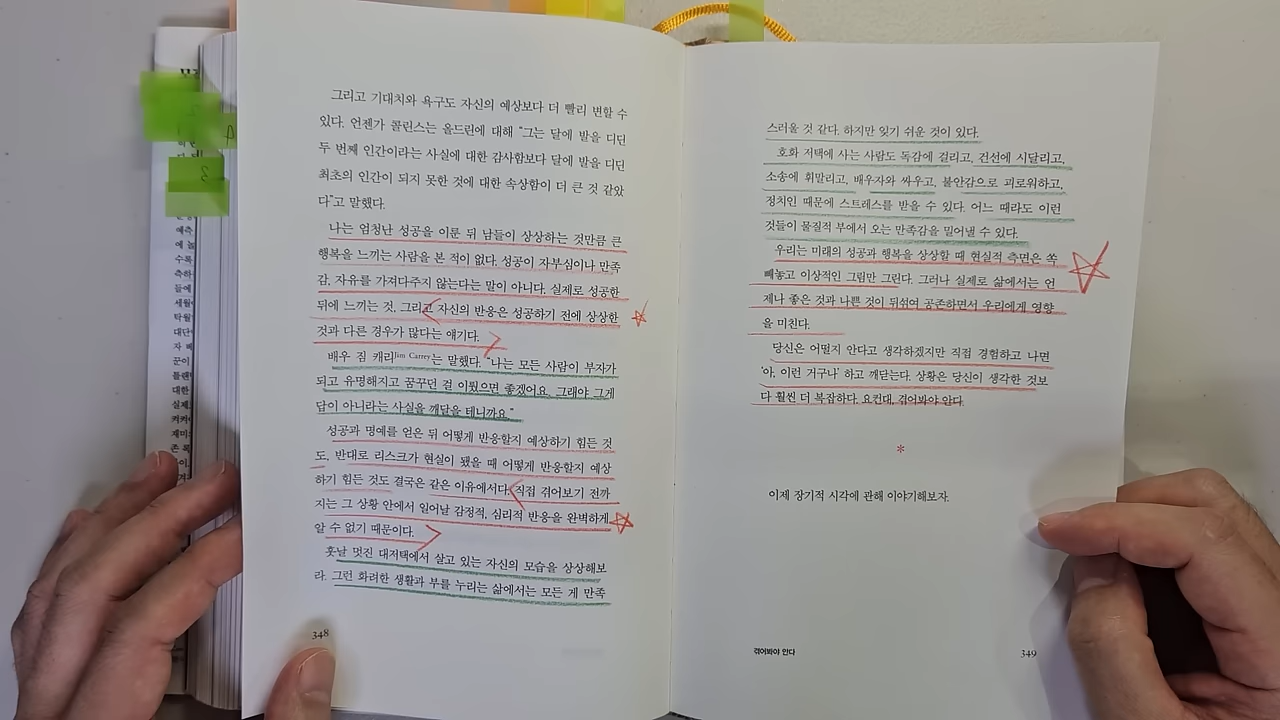 그리고 기대치와 욕구도 자신의 예상보다 더 빨리 변할 수
있다. 언젠가 콜린스는 올드린에 대해 “그는 달에 발을 디딘
두 번째 인간이라는 사실에 대한 감사함보다 달에 발을 디딘
최초의 인간이 되지 못한 것에 대한 속상함이 더 큰 것 같았
다”고 말했다.
나는 엄청난 성공을 이룬 뒤 남들이 상상하는 것만큼 큰
행복을 느끼는 사람을 본 적이 없다. 성공이 자부심이나 만족
감, 자유를 가져다주지 않는다는 말이 아니다. 실제로 성공한
뒤에 느끼는 것, 그리고 자신의 반응은 성공하기 전에 상상한
것과 다른 경우가 많다는 얘기다.
배우 짐 캐리Jim Carrey는 말했다. “나는 모든 사람이 부자가
되고 유명해지고 꿈꾸던 걸 이뤘으면 좋겠어요. 그래야 그게
답이 아니라는 사실을 깨달을 테니까요.”
성공과 명예를 얻은 뒤 어떻게 반응할지 예상하기 힘든 것
도, 반대로 리스크가 현실이 됐을 때 어떻게 반응할지 예상
하기 힘든 것도 결국은 같은 이유에서다. 직접 겪어보기 전까
지는 그 상황 안에서 일어날 감정적, 심리적 반응을 완벽하게
알 수 없기 때문이다.
훗날 멋진 대저택에서 살고 있는 자신의 모습을 상상해보
라. 그런 화려한 생활과 부를 누리는 삶에서는 모든 게 만족
348
스러울 것 같다. 하지만 잊기 쉬운 것이 있다.
호화 저택에 사는 사람도 독감에 걸리고, 건선에 시달리고,
소송에 휘말리고, 배우자와 싸우고, 불안감으로 괴로워하고,
정치인 때문에 스트레스를 받을 수 있다. 어느 때라도 이런
것들이 물질적 부에서 오는 만족감을 밀어낼 수 있다.
우리는 미래의 성공과 행복을 상상할 때 현실적 측면은 쏙
빼놓고 이상적인 그림만 그린다. 그러나 실제로 삶에서는 언
제나 좋은 것과 나쁜 것이 뒤섞여 공존하면서 우리에게 영향
을 미친다.
당신은 어떨지 안다고 생각하겠지만 직접 경험하고 나면
‘아, 이런 거구나’ 하고 깨닫는다. 상황은 당신이 생각한 것보
다 훨씬 더 복잡하다. 요컨대, 겪어봐야 안다.
*
이제 장기적 시각에 관해 이야기해보자.
겪어봐야 안다
349